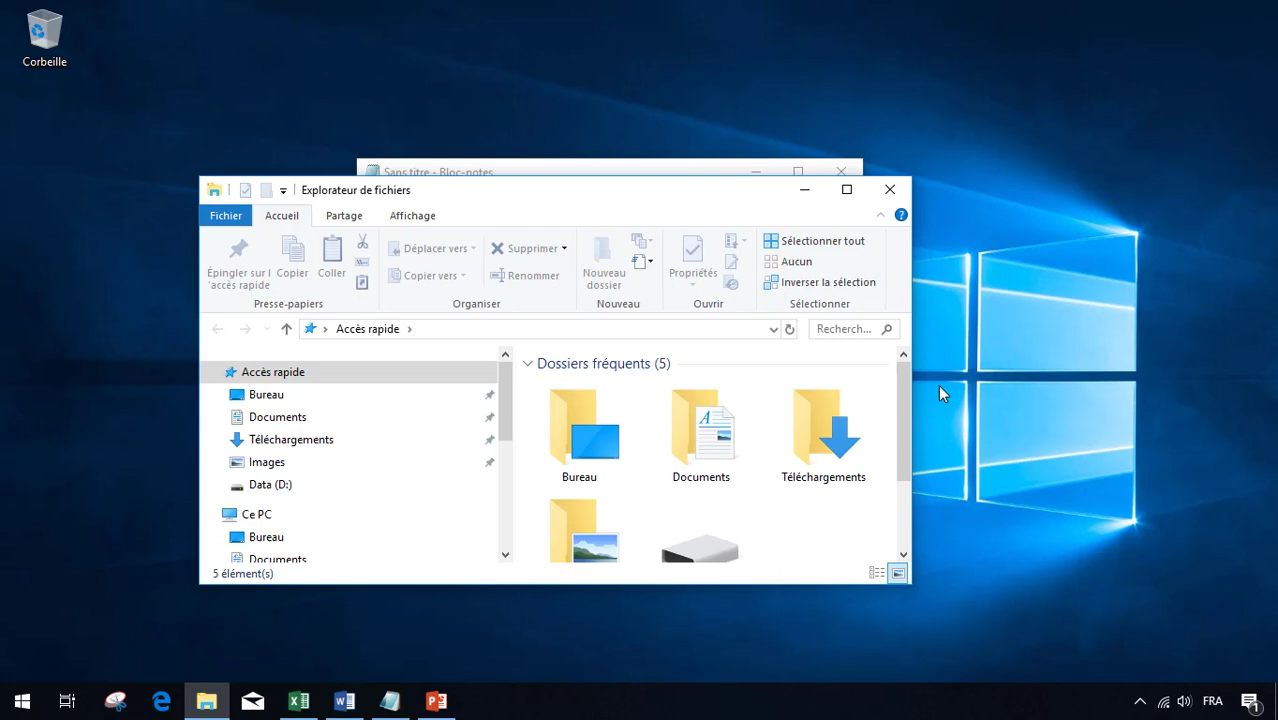 Corbeille
Sans titre - Bloc-notes
Explorateur de fichiers
Fichier Accueil Partage Affichage
Épingler sur l
'accès rapide
Copier
Coller
Presse-papiers
Déplacer vers
Copier vers
Supprimer
Renommer
Organiser
Nouveau
dossier
Nouveau
Propriétés
Ouvrir
Sélectionner tout
Aucun
Inverser la sélection
Sélectionner
Accès rapide
Recherch...
Accès rapide
Bureau
Documents
Téléchargements
Images
Data (D:)
Ce PC
Bureau
Documents
Dossiers fréquents (5)
Bureau Documents Téléchargements
5 élément(s)
FRA
1